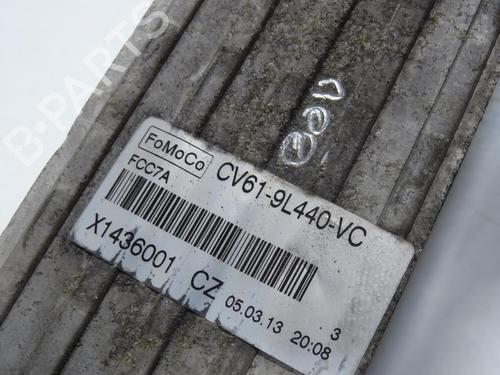 B-PARTS
FoMoCo
CV61-9L440-VC
FCC7A
X1436001
CZ
05.03.13
20:08
3